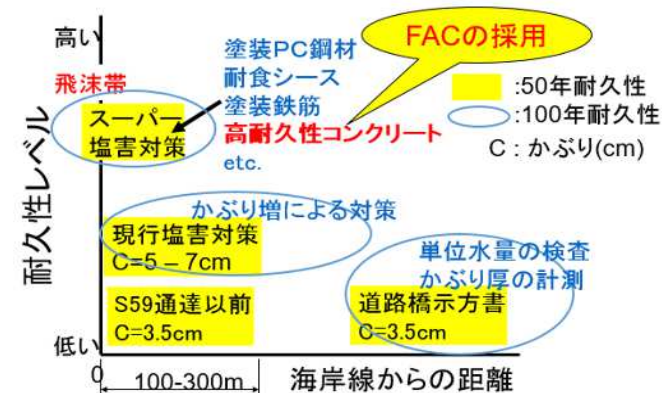 高い
FACの採用
塗装PC鋼材
耐食シース
塗装鉄筋
高耐久性コンクリート
etc.
飛沫帯
スーパー
塩害対策
:50年耐久性
:100年耐久性
C : かぶり(cm)
耐久性レベル
かぶり増による対策
現行塩害対策
C=5 – 7cm
単位水量の検査
かぶり厚の計測
S59通達以前
C=3.5cm
道路橋示方書
C=3.5cm
低い
0
100-300m
海岸線からの距離